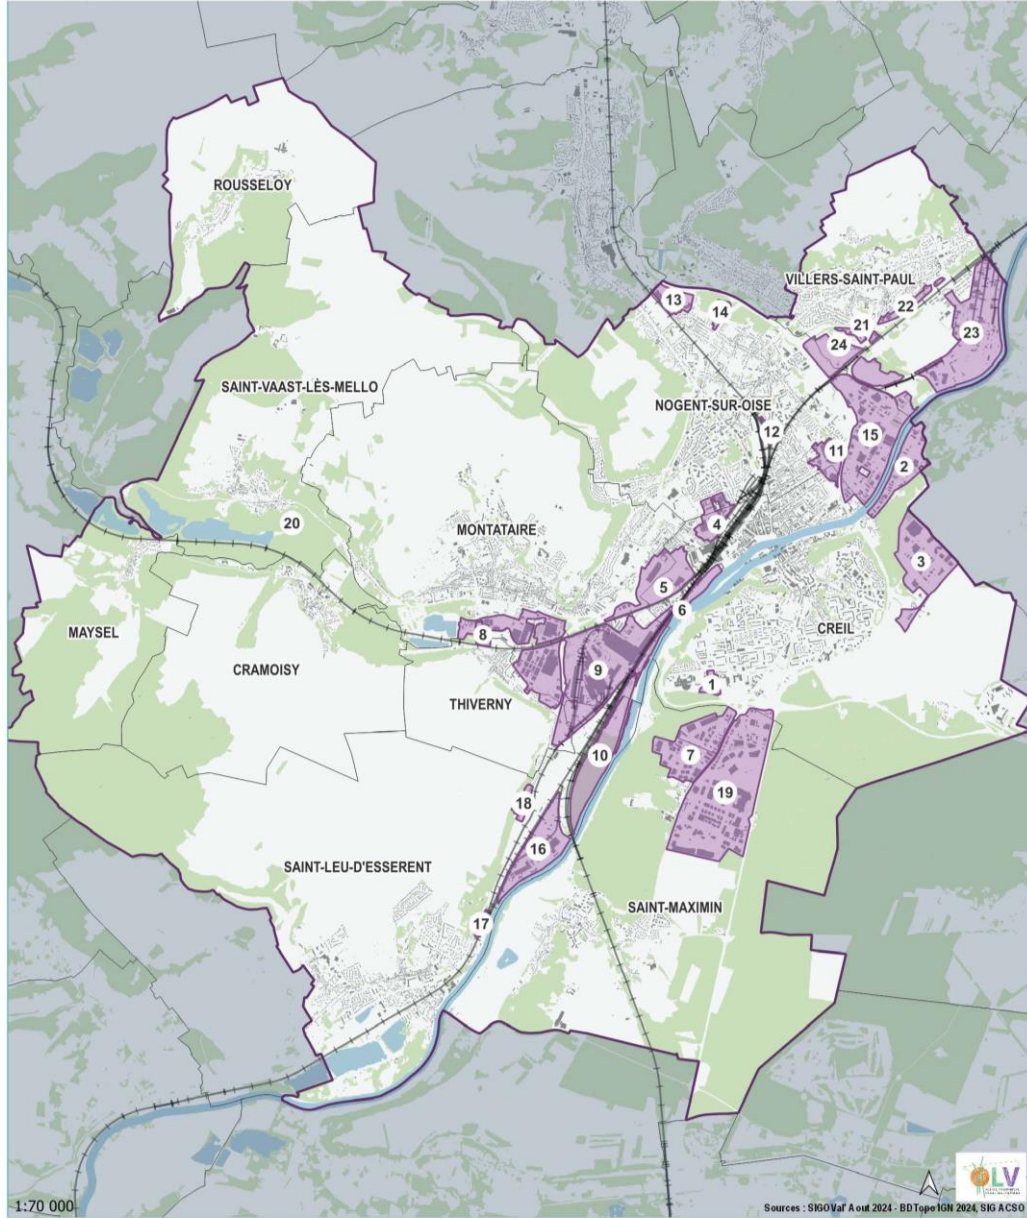 ROUSSELOY
VILLERS-SAINT-PAUL
13
14
22
21
23
24
SAINT-VAAST-LÈS-MELLO
NOGENT-SUR-OISE
12
15
11
2
20
MONTATAIRE
4
3
5
6
MAYSEL
8
CREIL
CRAMOISY
9
1
THIVERNY
10
7
18
19
16
SAINT-LEU-D'ESSERENT
SAINT-MAXIMIN
17
LV
1:70 000
Sources : SIGOVal' Aout 2024 - BDTopo IGN 2024, SIG ACSO